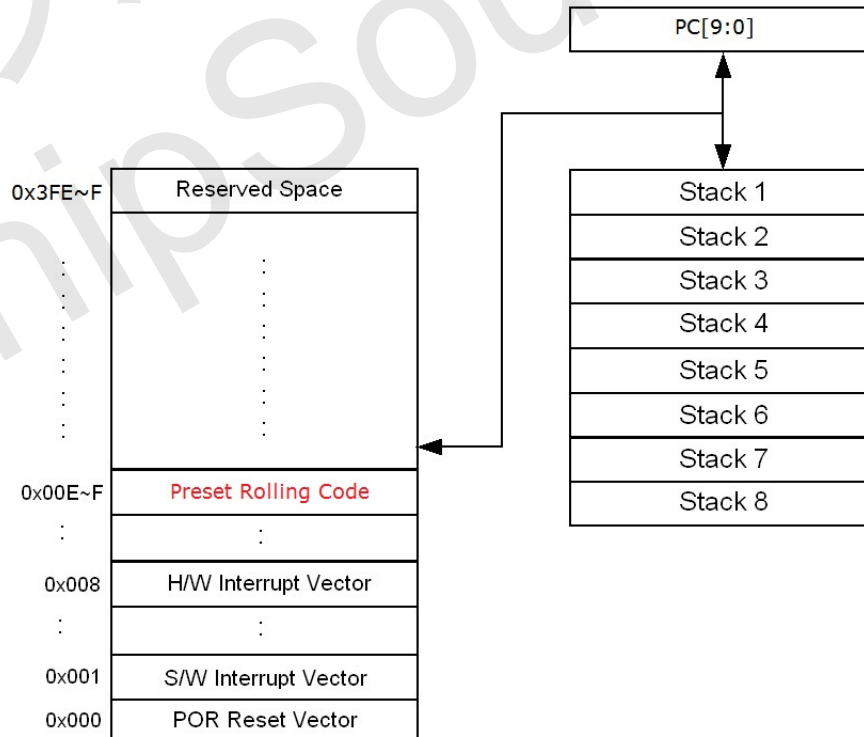 PC[9:0]
0x3FE~F Reserved Space
0x00E~F Preset Rolling Code
0x008 H/W Interrupt Vector
0x001 S/W Interrupt Vector
0x000 POR Reset Vector
Stack 1
Stack 2
Stack 3
Stack 4
Stack 5
Stack 6
Stack 7
Stack 8